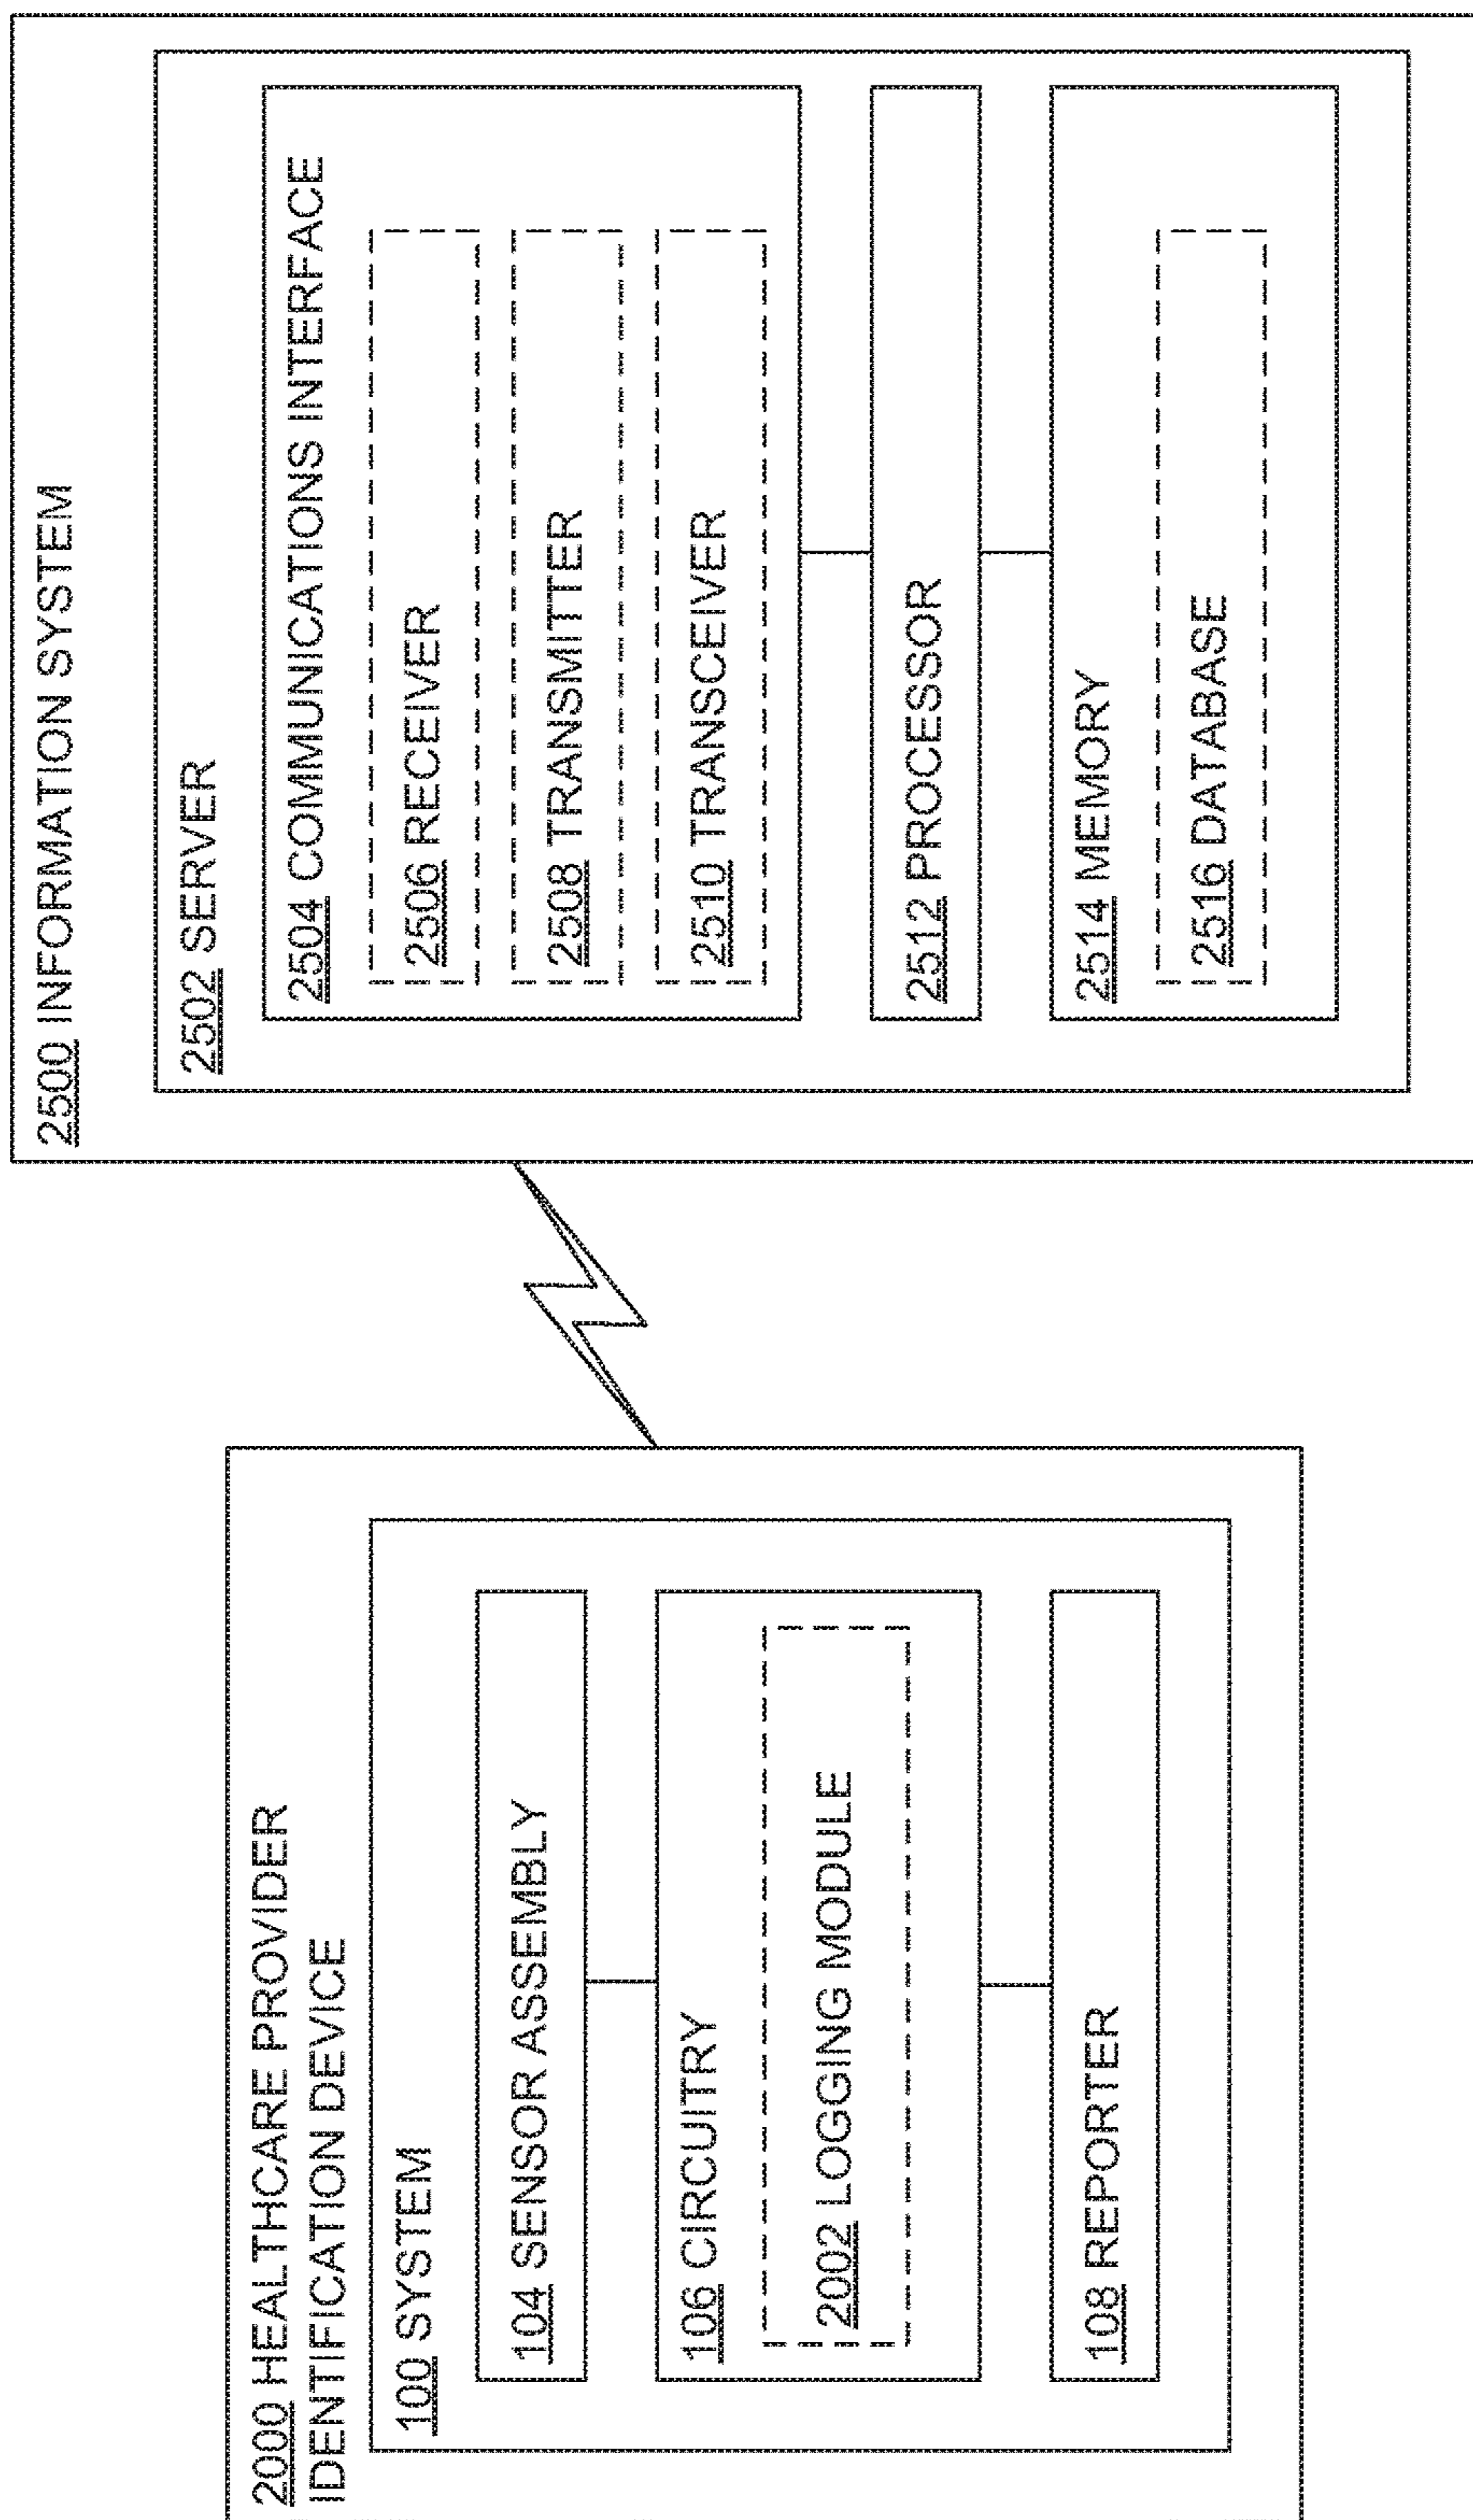 2000 HEALTHCARE PROVIDER
IDENTIFICATION DEVICE
100 SYSTEM
104 SENSOR ASSEMBLY
106 CIRCUITRY
2002 LOGGING MODULE
108 REPORTER
2500 INFORMATION SYSTEM
2502 SERVER
2504 COMMUNICATIONS INTERFACE
2506 RECEIVER
2508 TRANSMITTER
2510 TRANSCEIVER
2512 PROCESSOR
2514 MEMORY
2516 DATABASE